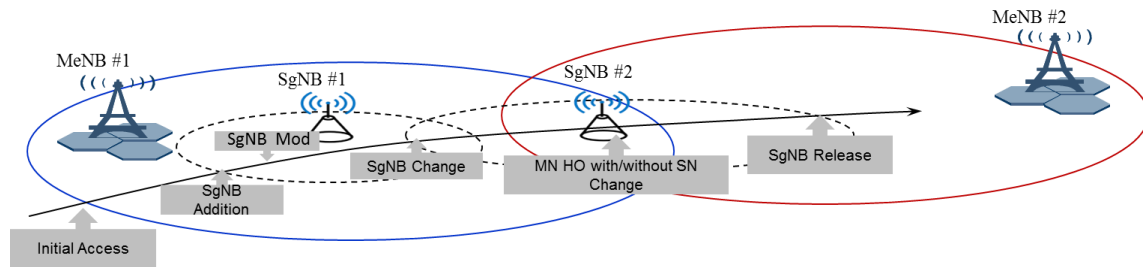 MeNB #2
MeNB #1
SgNB #1
SgNB #2
SgNB Mod
SgNB Change
MN HO with/without SN
Change
SgNB Release
SgNB
Addition
Initial Access